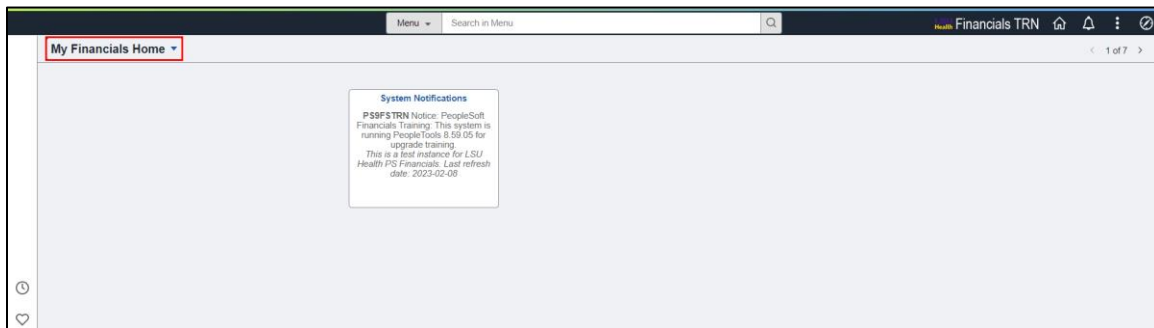 Menu
Search in Menu
LSU Health Financials TRN
My Financials Home
1 of 7
System Notifications
PS9FSTRN Notice: PeopleSoft
Financials Training: This system is
running PeopleTools 8.59.05 for
upgrade training.
This is a test instance for LSU
Health PS Financials. Last refresh
date: 2023-02-08